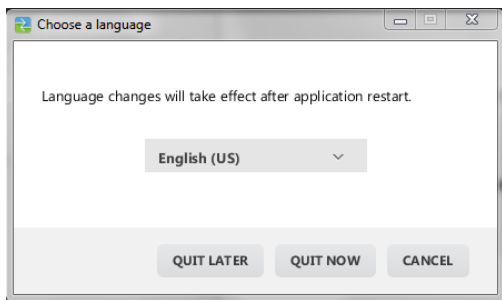 Choose a language
Language changes will take effect after application restart.
English (US)
QUIT LATER QUIT NOW CANCEL